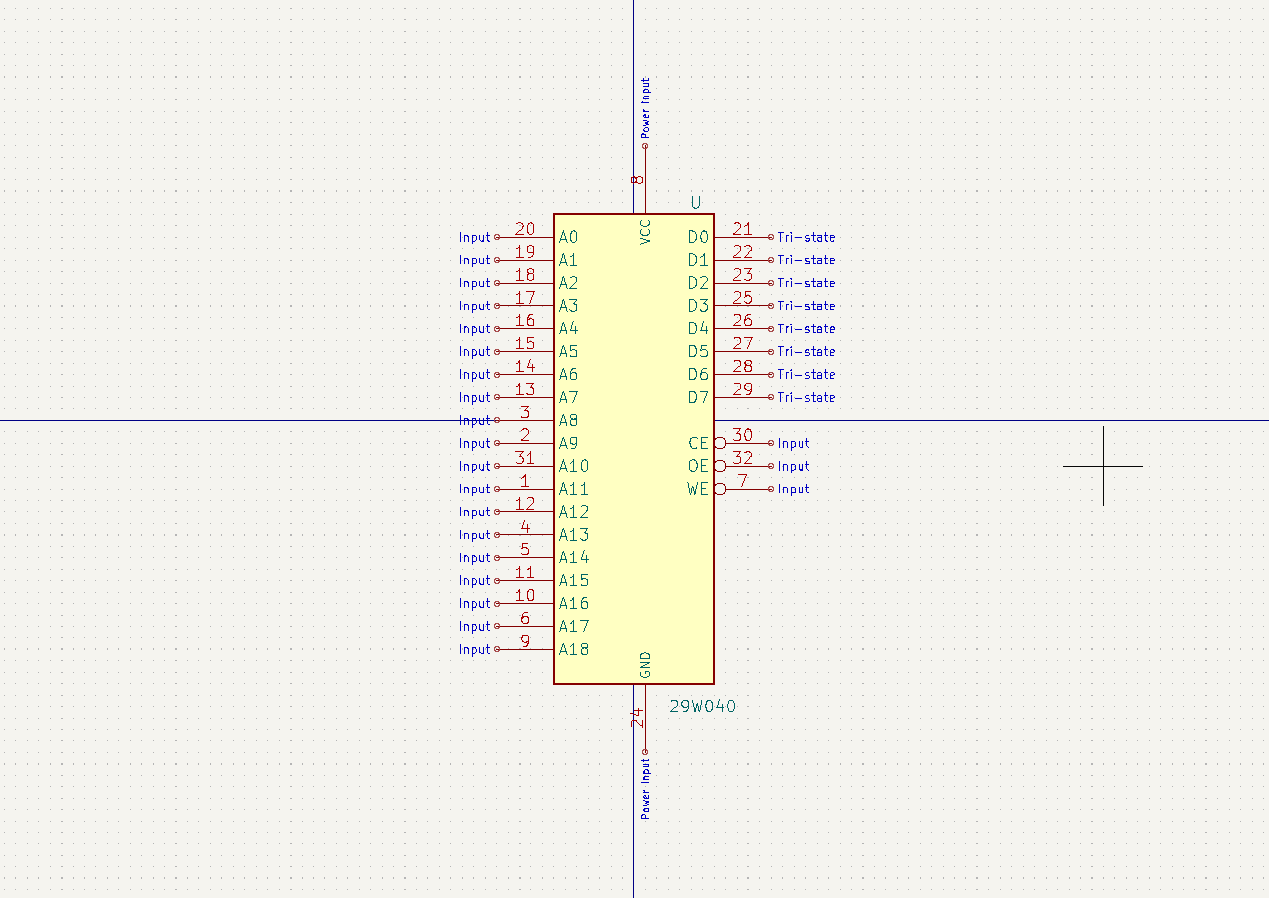 Power Input
8
U
VCC
Input 20 A0 D0 21 Tri-state
Input 19 A1 D1 22 Tri-state
Input 18 A2 D2 23 Tri-state
Input 17 A3 D3 25 Tri-state
Input 16 A4 D4 26 Tri-state
Input 15 A5 D5 27 Tri-state
Input 14 A6 D6 28 Tri-state
Input 13 A7 D7 29 Tri-state
Input 3 A8
Input 2 A9 CE 30 Input
Input 31 A10 OE 32 Input
Input 1 A11 WE 7 Input
Input 12 A12
Input 4 A13
Input 5 A14
Input 11 A15
Input 10 A16
Input 6 A17
Input 9 A18
GND
29W040
24
Power Input